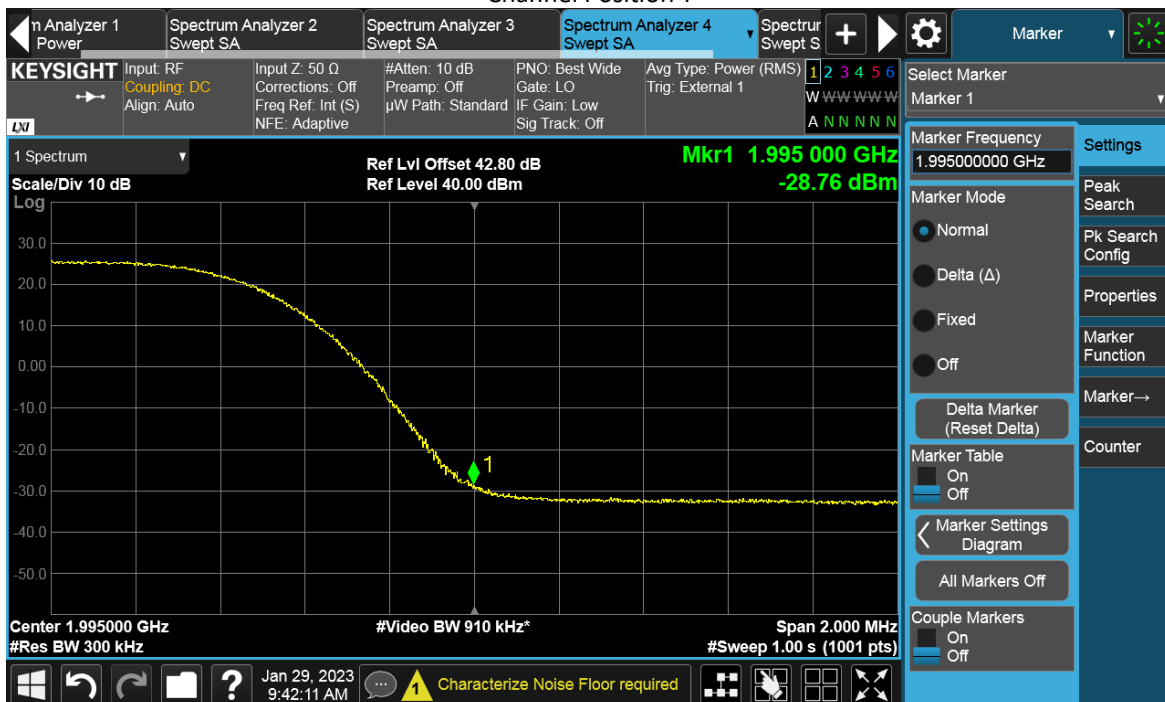 n Analyzer 1
Power
Spectrum Analyzer 2
Swept SA
Spectrum Analyzer 3
Swept SA
Spectrum Analyzer 4
Swept SA
Spectrur
Swept S
+
Marker
KEYSIGHT
LXI
Input: RF
Coupling: DC
Align: Auto
Input Z: 50 Ω
Corrections: Off
Freq Ref: Int (S)
NFE: Adaptive
#Atten: 10 dB
Preamp: Off
µW Path: Standard
PNO: Best Wide
Gate: LO
IF Gain: Low
Sig Track: Off
Avg Type: Power (RMS)
Trig: External 1
1 2 3 4 5 6
W W W W W W
A N N N N N
Select Marker
Marker 1
1 Spectrum
Scale/Div 10 dB
Log
Ref Lvl Offset 42.80 dB
Ref Level 40.00 dBm
Mkr1 1.995 000 GHz
-28.76 dBm
30.0
20.0
10.0
0.00
-10.0
-20.0
-30.0
-40.0
-50.0
1
Center 1.995000 GHz
#Res BW 300 kHz
#Video BW 910 kHz*
Span 2.000 MHz
#Sweep 1.00 s (1001 pts)
Marker Frequency
1.995000000 GHz
Marker Mode
Normal
Delta (Δ)
Fixed
Off
Delta Marker
(Reset Delta)
Marker Table
On
Off
Marker Settings
Diagram
All Markers Off
Couple Markers
On
Off
Settings
Peak
Search
Pk Search
Config
Properties
Marker
Function
Marker→
Counter
?
Jan 29, 2023
9:42:11 AM
1
Characterize Noise Floor required